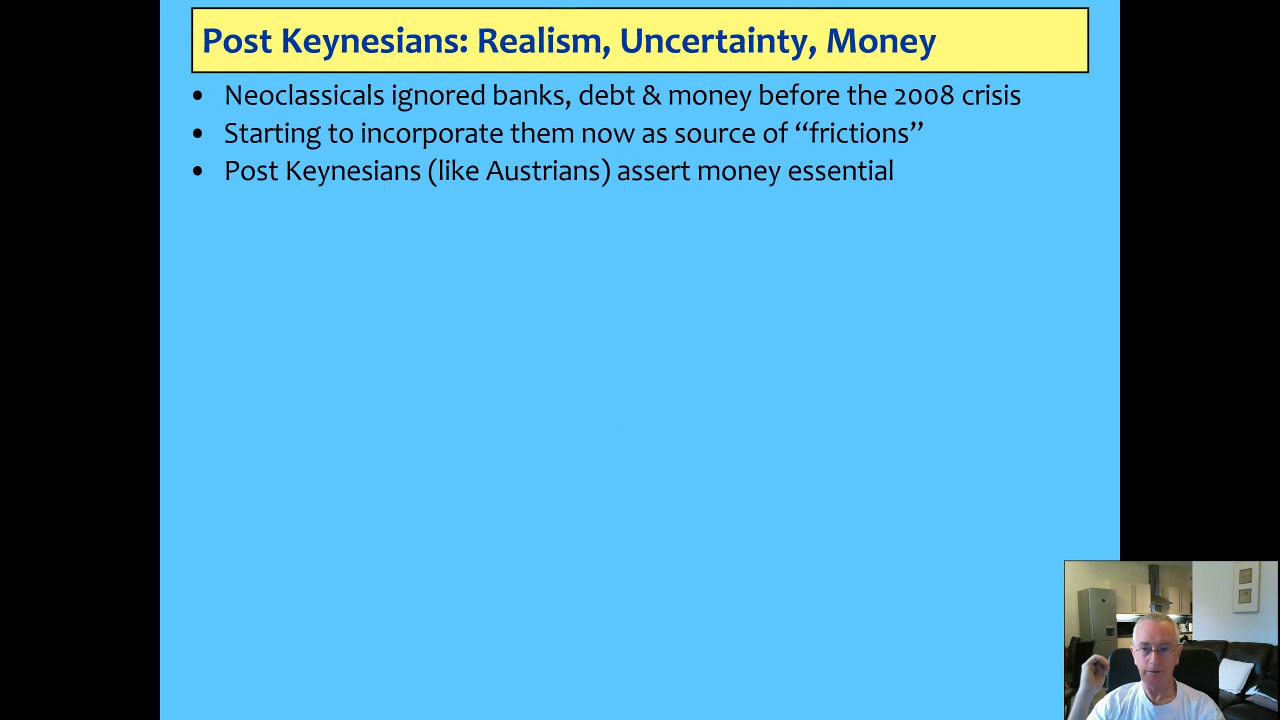 Post Keynesians: Realism, Uncertainty, Money
• Neoclassicals ignored banks, debt & money before the 2008 crisis
• Starting to incorporate them now as source of “frictions”
• Post Keynesians (like Austrians) assert money essential